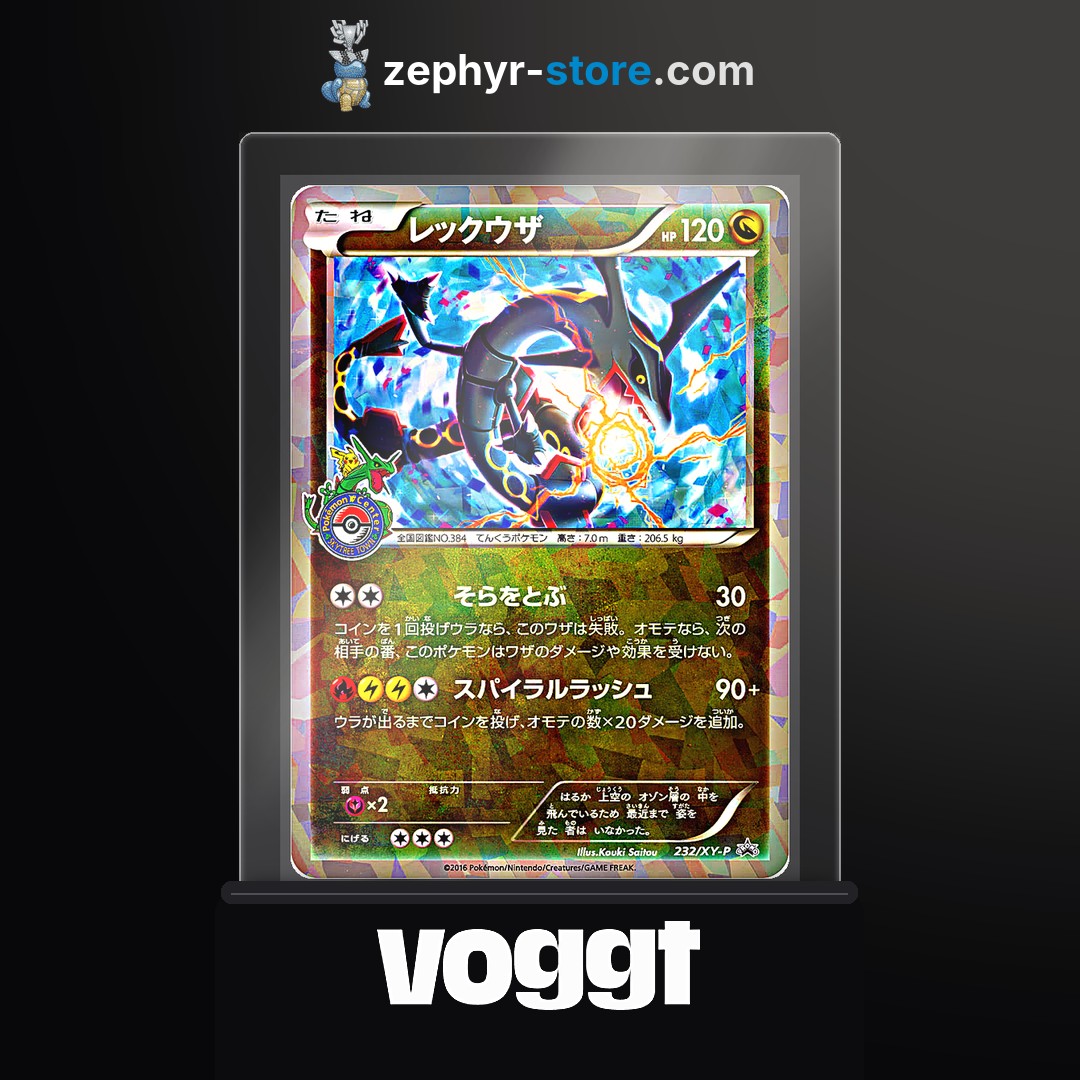 zephyr-store.com
たね
レックウザ
HP 120
Pokémon Center
SKYTREE TOWN
全国図鑑NO.384 てんくうポケモン 高さ：7.0m 重さ：206.5 kg
そらをとぶ 30
コインを1回投げウラなら、このワザは失敗。オモテなら、次の
相手の番、このポケモンはワザのダメージや効果を受けない。
スパイラルラッシュ 90+
ウラが出るまでコインを投げ、オモテの数×20ダメージを追加。
弱点 抵抗力
×2
にげる
はるか 上空の オゾン層の 中を
飛んでいるため 最近まで 姿を
見た 者は いなかった。
Illus.Kouki Saitou 232/XY-P
©2016 Pokémon/Nintendo/Creatures/GAME FREAK.
voggt